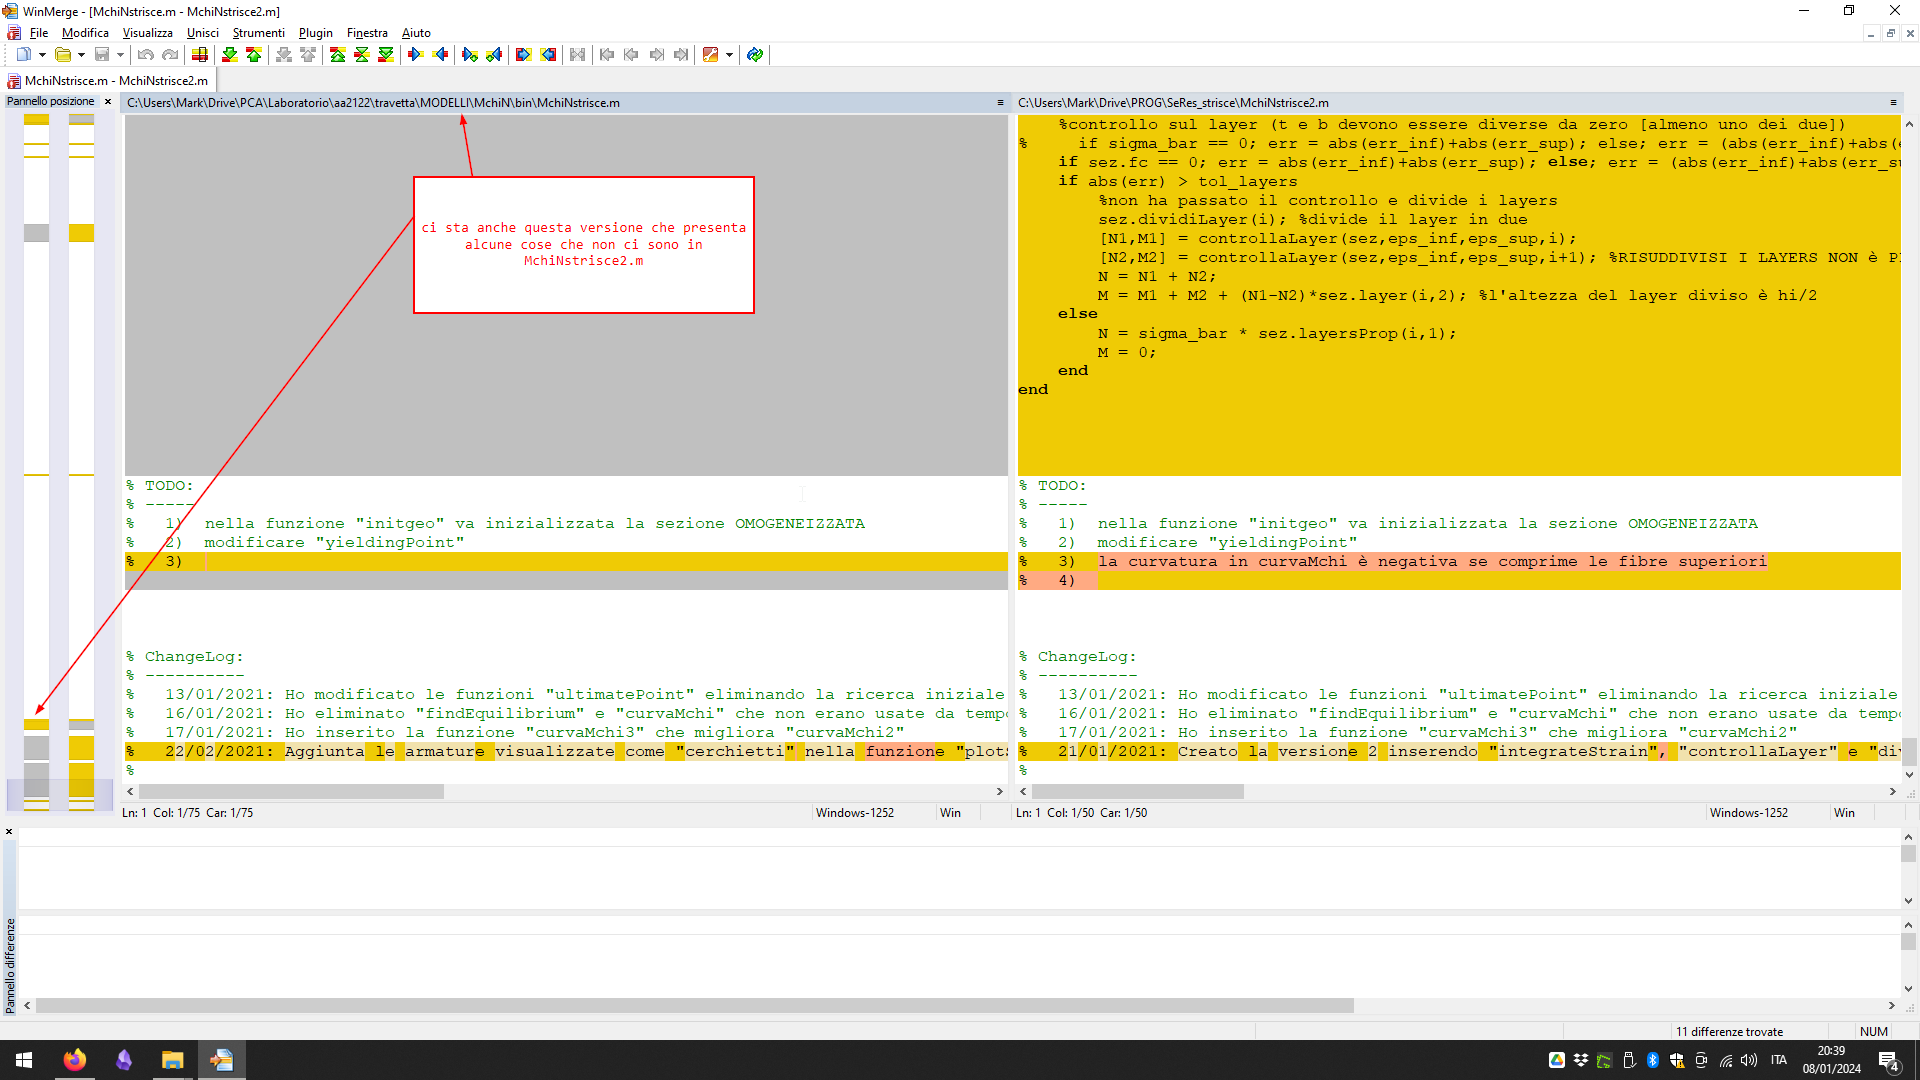 WinMerge - [MchiNstrisce.m - MchiNstrisce2.m]
File Modifica Visualizza Unisci Strumenti Plugin Finestra Aiuto
MchiNstrisce.m - MchiNstrisce2.m
Pannello posizione
C:\Users\Mark\Drive\PCA\Laboratorio\aa2122\travetta\MODELLI\MchiN\bin\MchiNstrisce.m
ci sta anche questa versione che presenta
alcune cose che non ci sono in
MchiNstrisce2.m
% TODO:
% -----
% 1) nella funzione "initgeo" va inizializzata la sezione OMOGENEIZZATA
% 2) modificare "yieldingPoint"
% 3)
% ChangeLog:
% ----------
% 13/01/2021: Ho modificato le funzioni "ultimatePoint" eliminando la ricerca iniziale
% 16/01/2021: Ho eliminato "findEquilibrium" e "curvaMchi" che non erano usate da temp
% 17/01/2021: Ho inserito la funzione "curvaMchi3" che migliora "curvaMchi2"
% 22/02/2021: Aggiunta le armature visualizzate come "cerchietti" nella funzione "plot
%
Ln: 1 Col: 1/75 Car: 1/75
Windows-1252
Win
C:\Users\Mark\Drive\PROG\SeRes_strisce\MchiNstrisce2.m
%controllo sul layer (t e b devono essere diverse da zero [almeno uno dei due])
% if sigma_bar == 0; err = abs(err_inf)+abs(err_sup); else; err = (abs(err_inf)+abs(
if sez.fc == 0; err = abs(err_inf)+abs(err_sup); else; err = (abs(err_inf)+abs(err_s
if abs(err) > tol_layers
%non ha passato il controllo e divide i layers
sez.dividiLayer(i); %divide il layer in due
[N1,M1] = controllaLayer(sez,eps_inf,eps_sup,i);
[N2,M2] = controllaLayer(sez,eps_inf,eps_sup,i+1); %RISUDDIVISI I LAYERS NON è P
N = N1 + N2;
M = M1 + M2 + (N1-N2)*sez.layer(i,2); %l'altezza del layer diviso è hi/2
else
N = sigma_bar * sez.layersProp(i,1);
M = 0;
end
end
% TODO:
% -----
% 1) nella funzione "initgeo" va inizializzata la sezione OMOGENEIZZATA
% 2) modificare "yieldingPoint"
% 3) la curvatura in curvaMchi è negativa se comprime le fibre superiori
% 4)
% ChangeLog:
% ----------
% 13/01/2021: Ho modificato le funzioni "ultimatePoint" eliminando la ricerca iniziale
% 16/01/2021: Ho eliminato "findEquilibrium" e "curvaMchi" che non erano usate da temp
% 17/01/2021: Ho inserito la funzione "curvaMchi3" che migliora "curvaMchi2"
% 21/01/2021: Creato la versione 2 inserendo "integrateStrain", "controllaLayer" e "di
%
Ln: 1 Col: 1/50 Car: 1/50
Windows-1252
Win
Pannello differenze
11 differenze trovate
NUM
ITA
20:39
08/01/2024
4